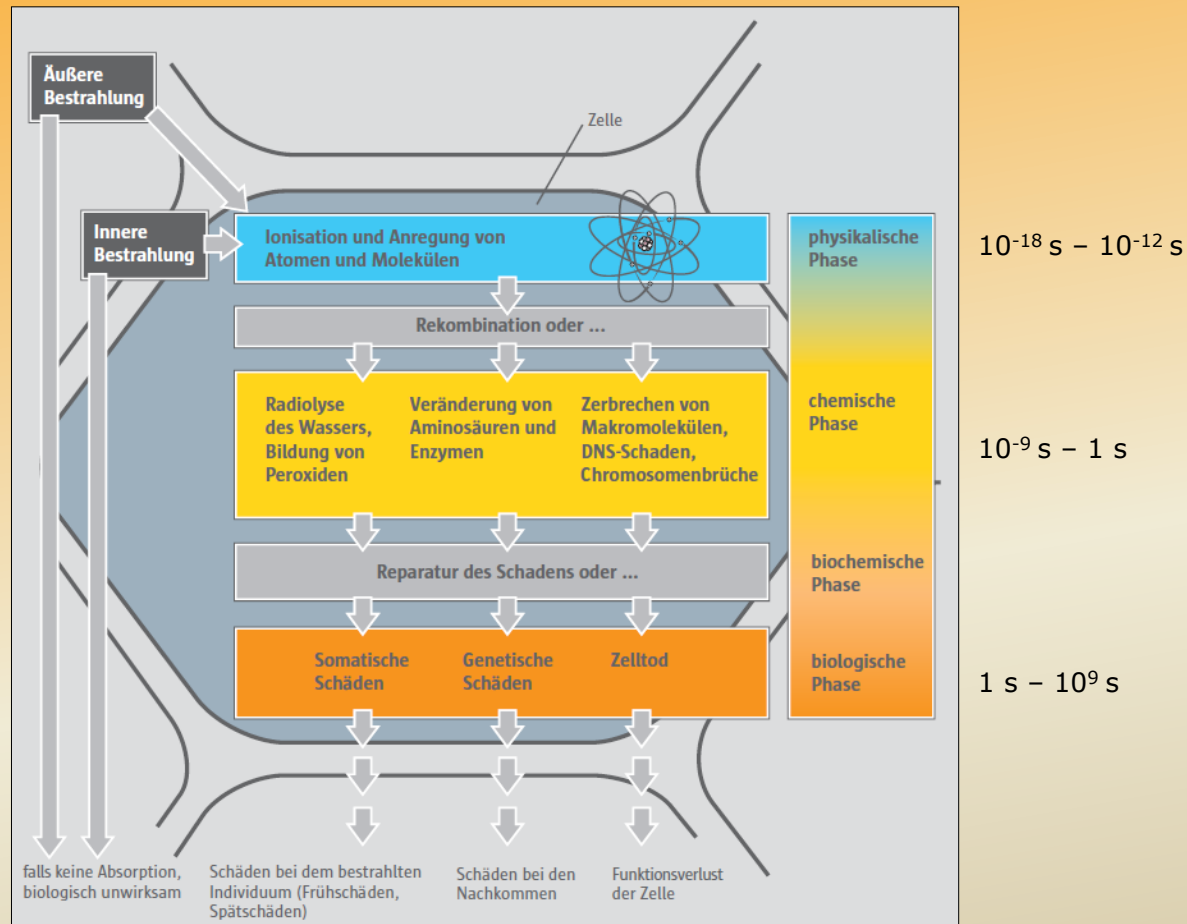 Äußere
Bestrahlung
Zelle
Innere
Bestrahlung
Ionisation und Anregung von
Atomen und Molekülen
physikalische
Phase
10⁻¹⁸ s – 10⁻¹² s
Rekombination oder ...
Radiolyse
des Wassers,
Bildung von
Peroxiden
Veränderung von
Aminosäuren und
Enzymen
Zerbrechen von
Makromolekülen,
DNS-Schaden,
Chromosomenbrüche
chemische
Phase
10⁻⁹ s – 1 s
Reparatur des Schadens oder ...
biochemische
Phase
Somatische
Schäden
Genetische
Schäden
Zelltod
biologische
Phase
1 s – 10⁹ s
falls keine Absorption,
biologisch unwirksam
Schäden bei dem bestrahlten
Individuum (Frühschäden,
Spätschäden)
Schäden bei den
Nachkommen
Funktionsverlust
der Zelle